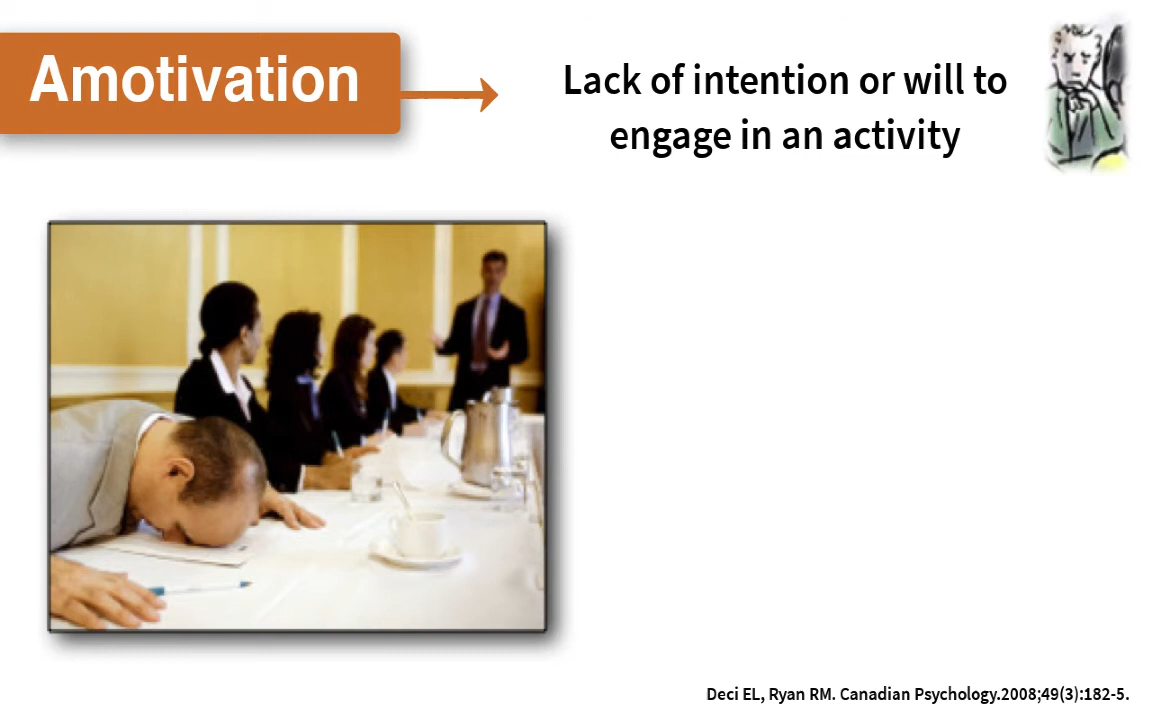 Amotivation
Lack of intention or will to
engage in an activity
Deci EL, Ryan RM. Canadian Psychology.2008;49(3):182-5.